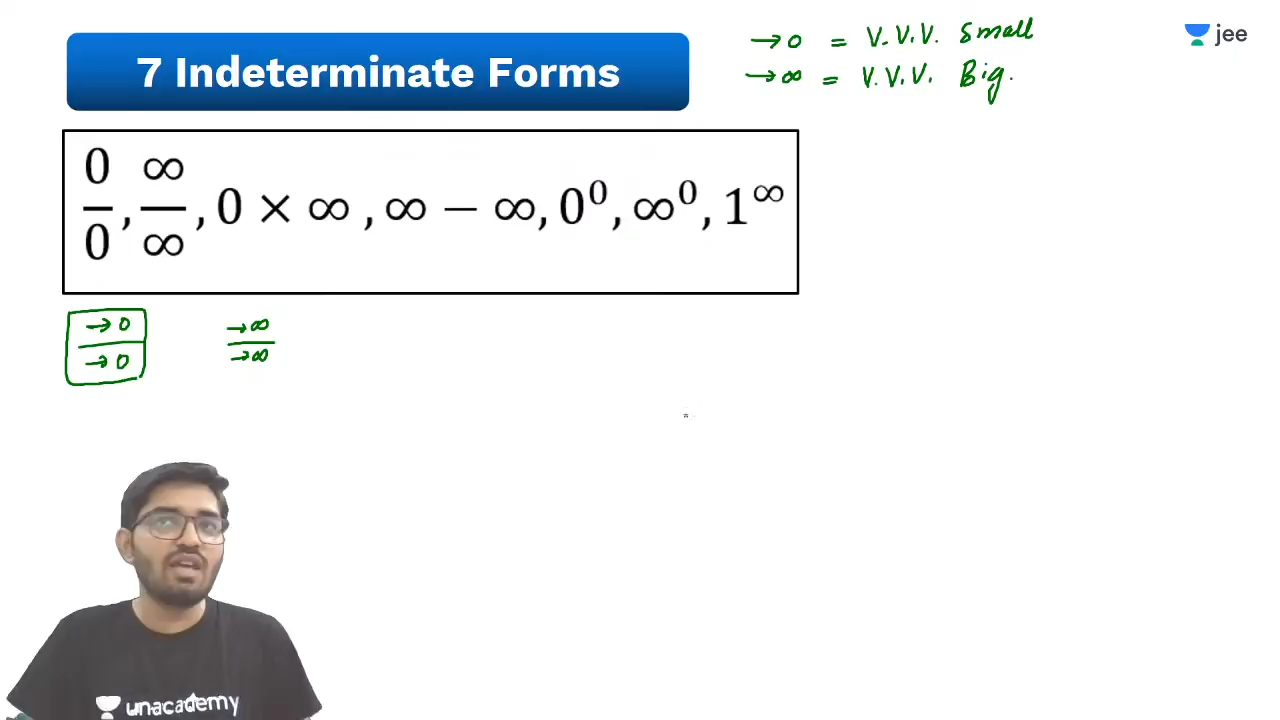 →0 = V.V.V. Small
jee
7 Indeterminate Forms
→∞ = V.V.V. Big.
0/0, ∞/∞, 0 × ∞ , ∞ − ∞, 0⁰, ∞⁰, 1^∞
→0/→0 →∞/→∞
unacademy